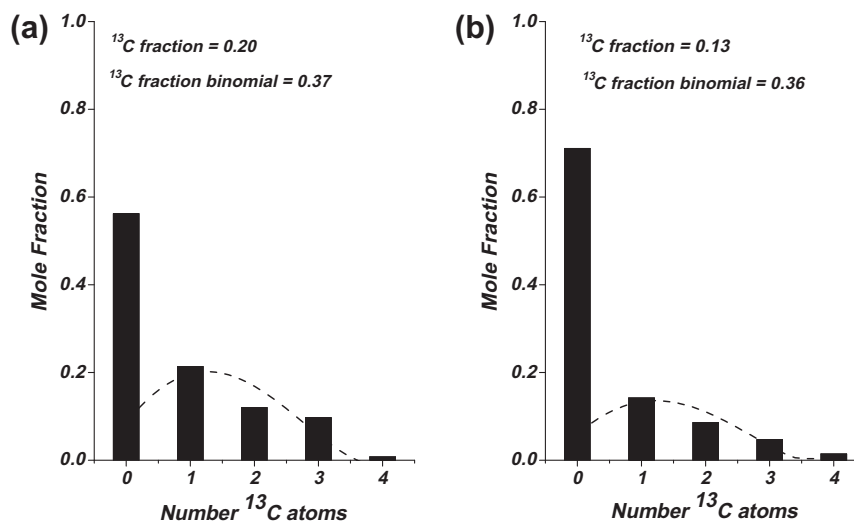 (a)
¹³C fraction = 0.20
¹³C fraction binomial = 0.37
1.0
0.8
0.6
0.4
0.2
0.0
Mole Fraction
0 1 2 3 4
Number ¹³C atoms
(b)
¹³C fraction = 0.13
¹³C fraction binomial = 0.36
1.0
0.8
0.6
0.4
0.2
0.0
Mole Fraction
0 1 2 3 4
Number ¹³C atoms